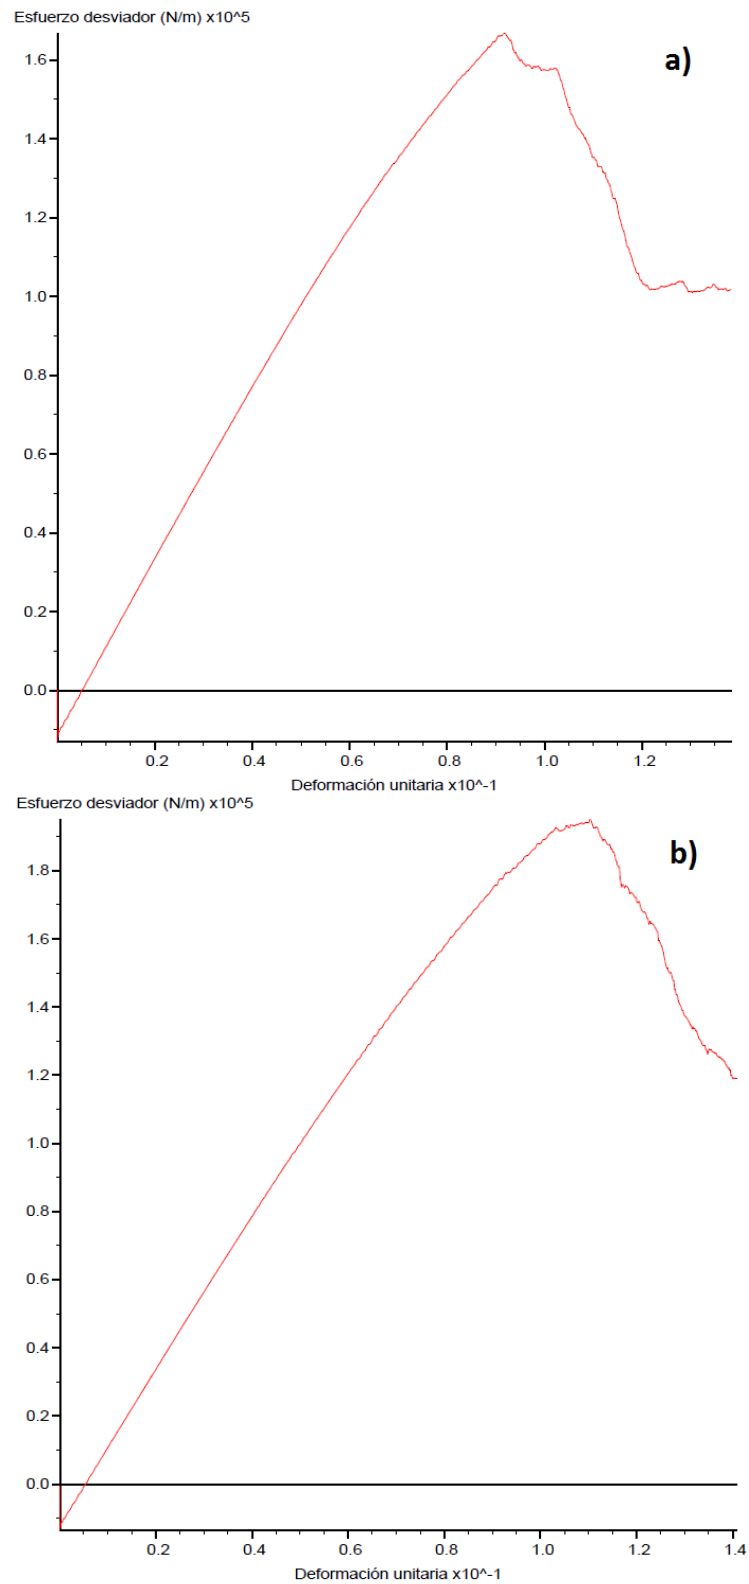 Esfuerzo desviador (N/m) x10^5
a)
1.6
1.4
1.2
1.0
0.8
0.6
0.4
0.2
0.0
0.2 0.4 0.6 0.8 1.0 1.2
Deformación unitaria x10^-1
Esfuerzo desviador (N/m) x10^5
b)
1.8
1.6
1.4
1.2
1.0
0.8
0.6
0.4
0.2
0.0
0.2 0.4 0.6 0.8 1.0 1.2 1.4
Deformación unitaria x10^-1